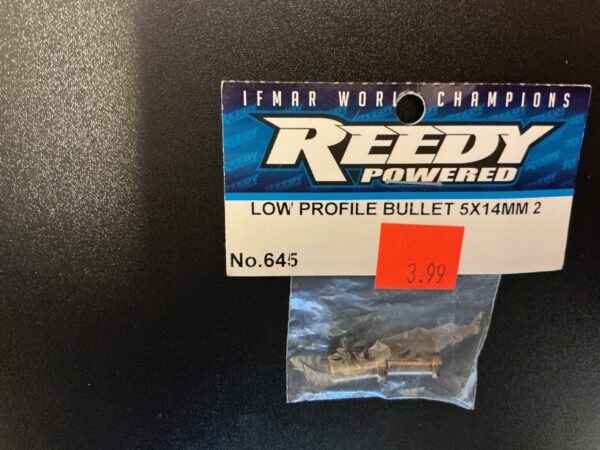 IFMAR WORLD CHAMPIONS
REEDY
POWERED
LOW PROFILE BULLET 5X14MM 2
No.645
3.99